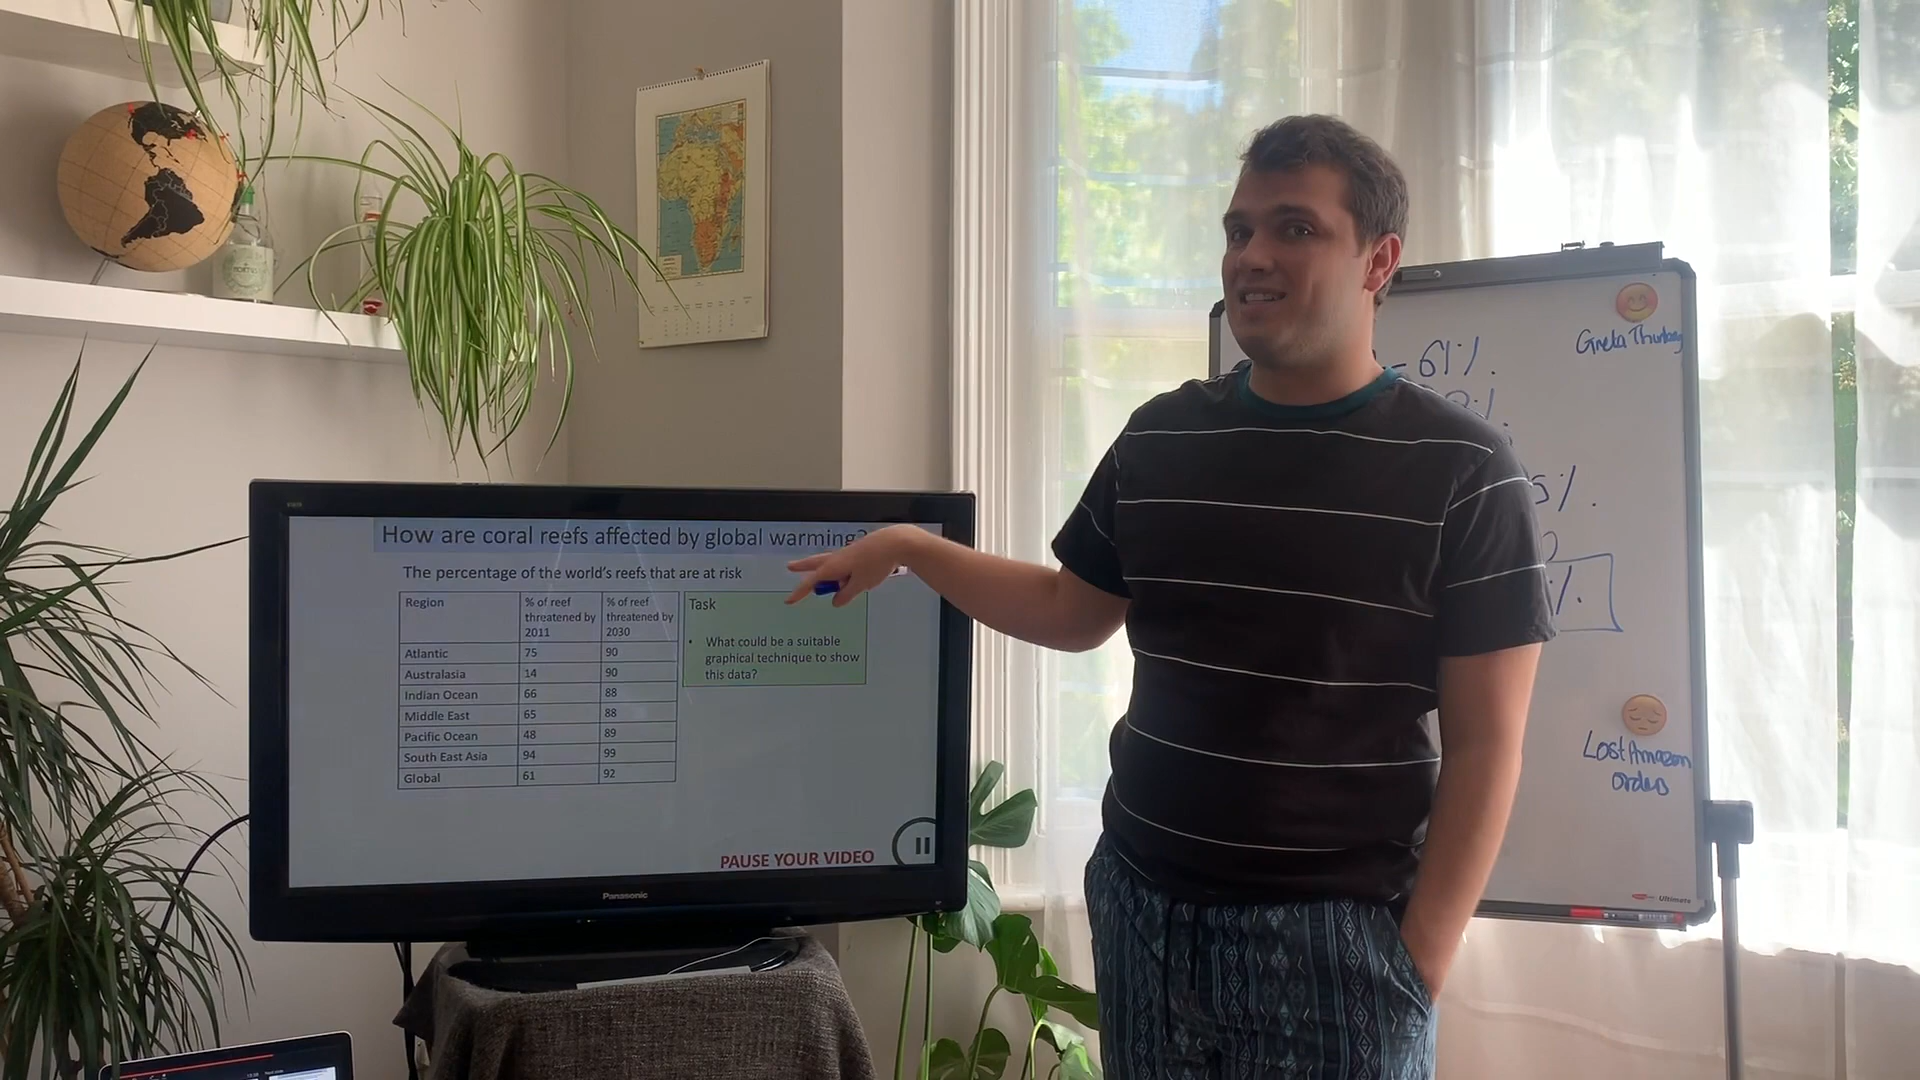 How are coral reefs affected by global warming?
The percentage of the world's reefs that are at risk
Region % of reef threatened by 2011 % of reef threatened by 2030
Atlantic 75 90
Australasia 14 90
Indian Ocean 66 88
Middle East 65 88
Pacific Ocean 48 89
South East Asia 94 99
Global 61 92
Task
• What could be a suitable
graphical technique to show
this data?
PAUSE YOUR VIDEO
Panasonic
- 61%.
5%.
%.
Greta Thunberg
Lost Amazon
orders
Ultimate